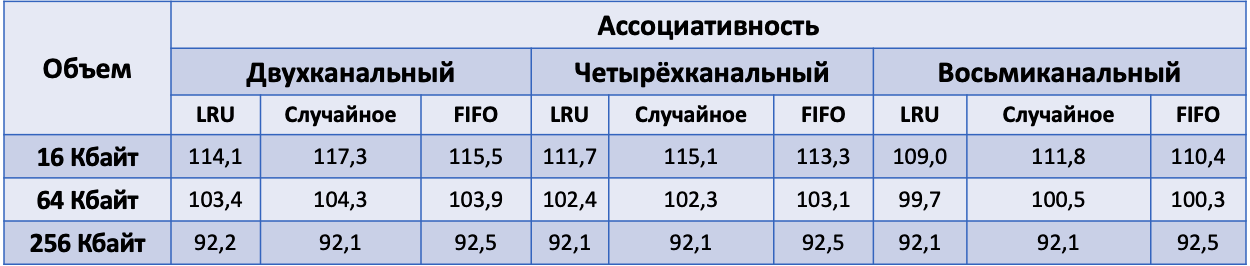 Объем
Ассоциативность
Двухканальный Четырёхканальный Восьмиканальный
LRU Случайное FIFO LRU Случайное FIFO LRU Случайное FIFO
16 Кбайт 114,1 117,3 115,5 111,7 115,1 113,3 109,0 111,8 110,4
64 Кбайт 103,4 104,3 103,9 102,4 102,3 103,1 99,7 100,5 100,3
256 Кбайт 92,2 92,1 92,5 92,1 92,1 92,5 92,1 92,1 92,5